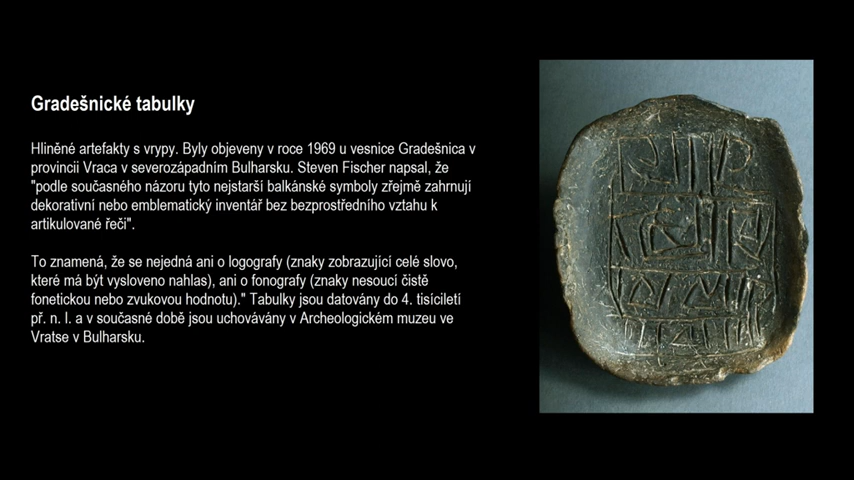 Gradešnické tabulky
Hliněné artefakty s vrypy. Byly objeveny v roce 1969 u vesnice Gradešnica v
provincii Vraca v severozápadním Bulharsku. Steven Fischer napsal, že
"podle současného názoru tyto nejstarší balkánské symboly zřejmě zahrnují
dekorativní nebo emblematický inventář bez bezprostředního vztahu k
artikulované řeči".
To znamená, že se nejedná ani o logografy (znaky zobrazující celé slovo,
které má být vysloveno nahlas), ani o fonografy (znaky nesoucí čistě
fonetickou nebo zvukovou hodnotu)." Tabulky jsou datovány do 4. tisíciletí
př. n. l. a v současné době jsou uchovávány v Archeologickém muzeu ve
Vratse v Bulharsku.